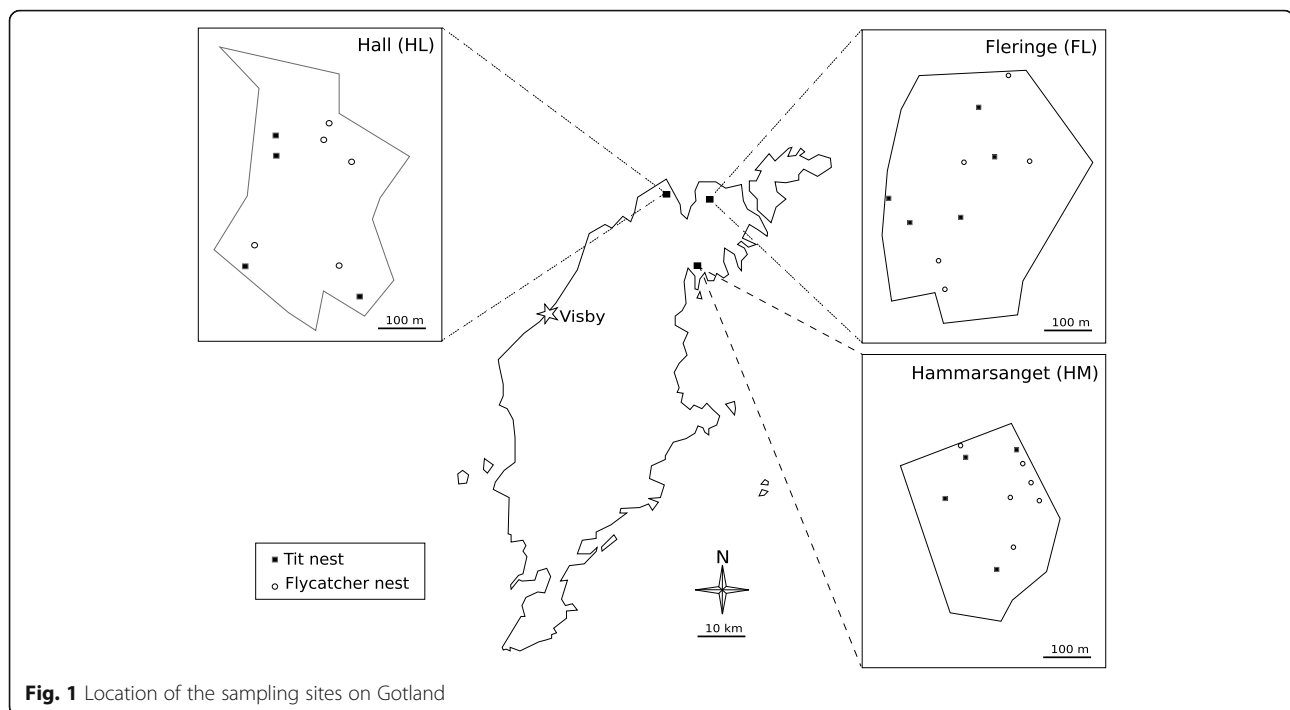 Hall (HL)
100 m
Fleringe (FL)
100 m
Visby
Hammarsanget (HM)
100 m
Tit nest
Flycatcher nest
N
10 km
Fig. 1 Location of the sampling sites on Gotland